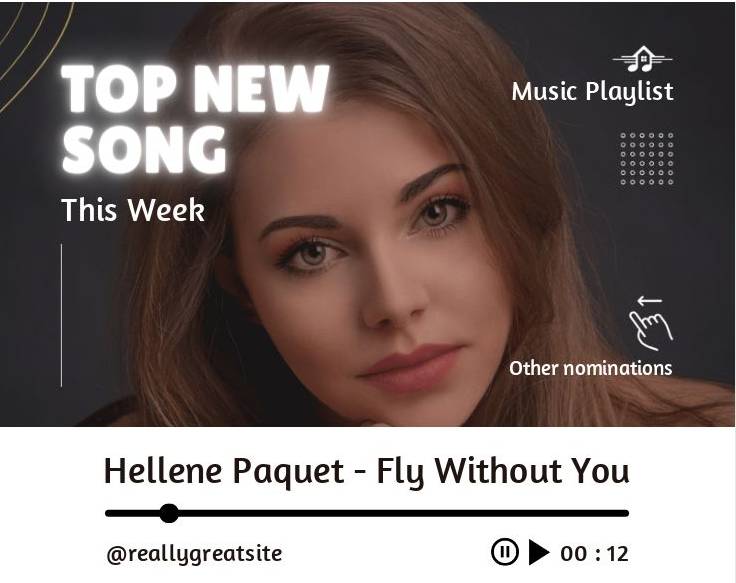 TOP NEW
SONG
This Week
Music Playlist
Other nominations
Hellene Paquet - Fly Without You
@reallygreatsite
00 : 12